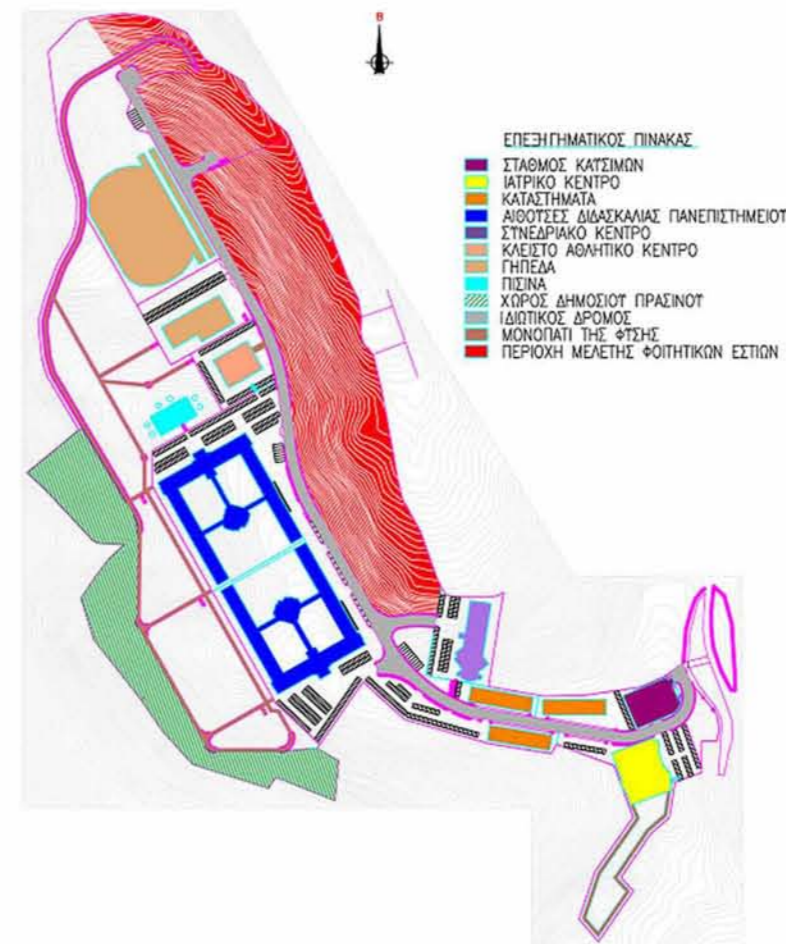 Β
ΕΠΕΞΗΓΗΜΑΤΙΚΟΣ ΠΙΝΑΚΑΣ
ΣΤΑΘΜΟΣ ΚΑΥΣΙΜΩΝ
ΙΑΤΡΙΚΟ ΚΕΝΤΡΟ
ΚΑΤΑΣΤΗΜΑΤΑ
ΑΙΘΟΥΣΕΣ ΔΙΔΑΣΚΑΛΙΑΣ ΠΑΝΕΠΙΣΤΗΜΕΙΟΥ
ΣΥΝΕΔΡΙΑΚΟ ΚΕΝΤΡΟ
ΚΛΕΙΣΤΟ ΑΘΛΗΤΙΚΟ ΚΕΝΤΡΟ
ΓΗΠΕΔΑ
ΠΙΣΙΝΑ
ΧΩΡΟΣ ΔΗΜΟΣΙΟΥ ΠΡΑΣΙΝΟΥ
ΙΔΙΩΤΙΚΟΣ ΔΡΟΜΟΣ
ΜΟΝΟΠΑΤΙ ΤΗΣ ΦΥΣΗΣ
ΠΕΡΙΟΧΗ ΜΕΛΕΤΗΣ ΦΟΙΤΗΤΙΚΩΝ ΕΣΤΙΩΝ